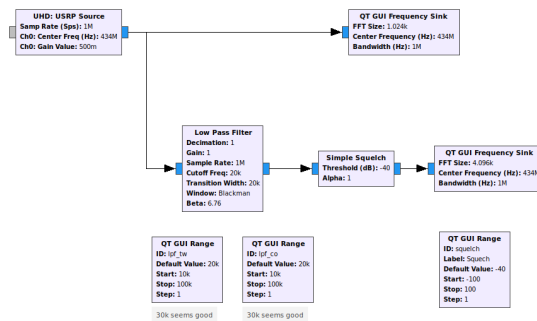 UHD: USRP Source
Samp Rate (Sps): 1M
Ch0: Center Freq (Hz): 434M
Ch0: Gain Value: 500m
QT GUI Frequency Sink
FFT Size: 1.024k
Center Frequency (Hz): 434M
Bandwidth (Hz): 1M
Low Pass Filter
Decimation: 1
Gain: 1
Sample Rate: 1M
Cutoff Freq: 20k
Transition Width: 20k
Window: Blackman
Beta: 6.76
Simple Squelch
Threshold (dB): -40
Alpha: 1
QT GUI Frequency Sink
FFT Size: 4.096k
Center Frequency (Hz): 434M
Bandwidth (Hz): 1M
QT GUI Range
ID: lpf_tw
Default Value: 20k
Start: 10k
Stop: 100k
Step: 1
30k seems good
QT GUI Range
ID: lpf_co
Default Value: 20k
Start: 10k
Stop: 100k
Step: 1
30k seems good
QT GUI Range
ID: squelch
Label: Squech
Default Value: -40
Start: -100
Stop: 100
Step: 1